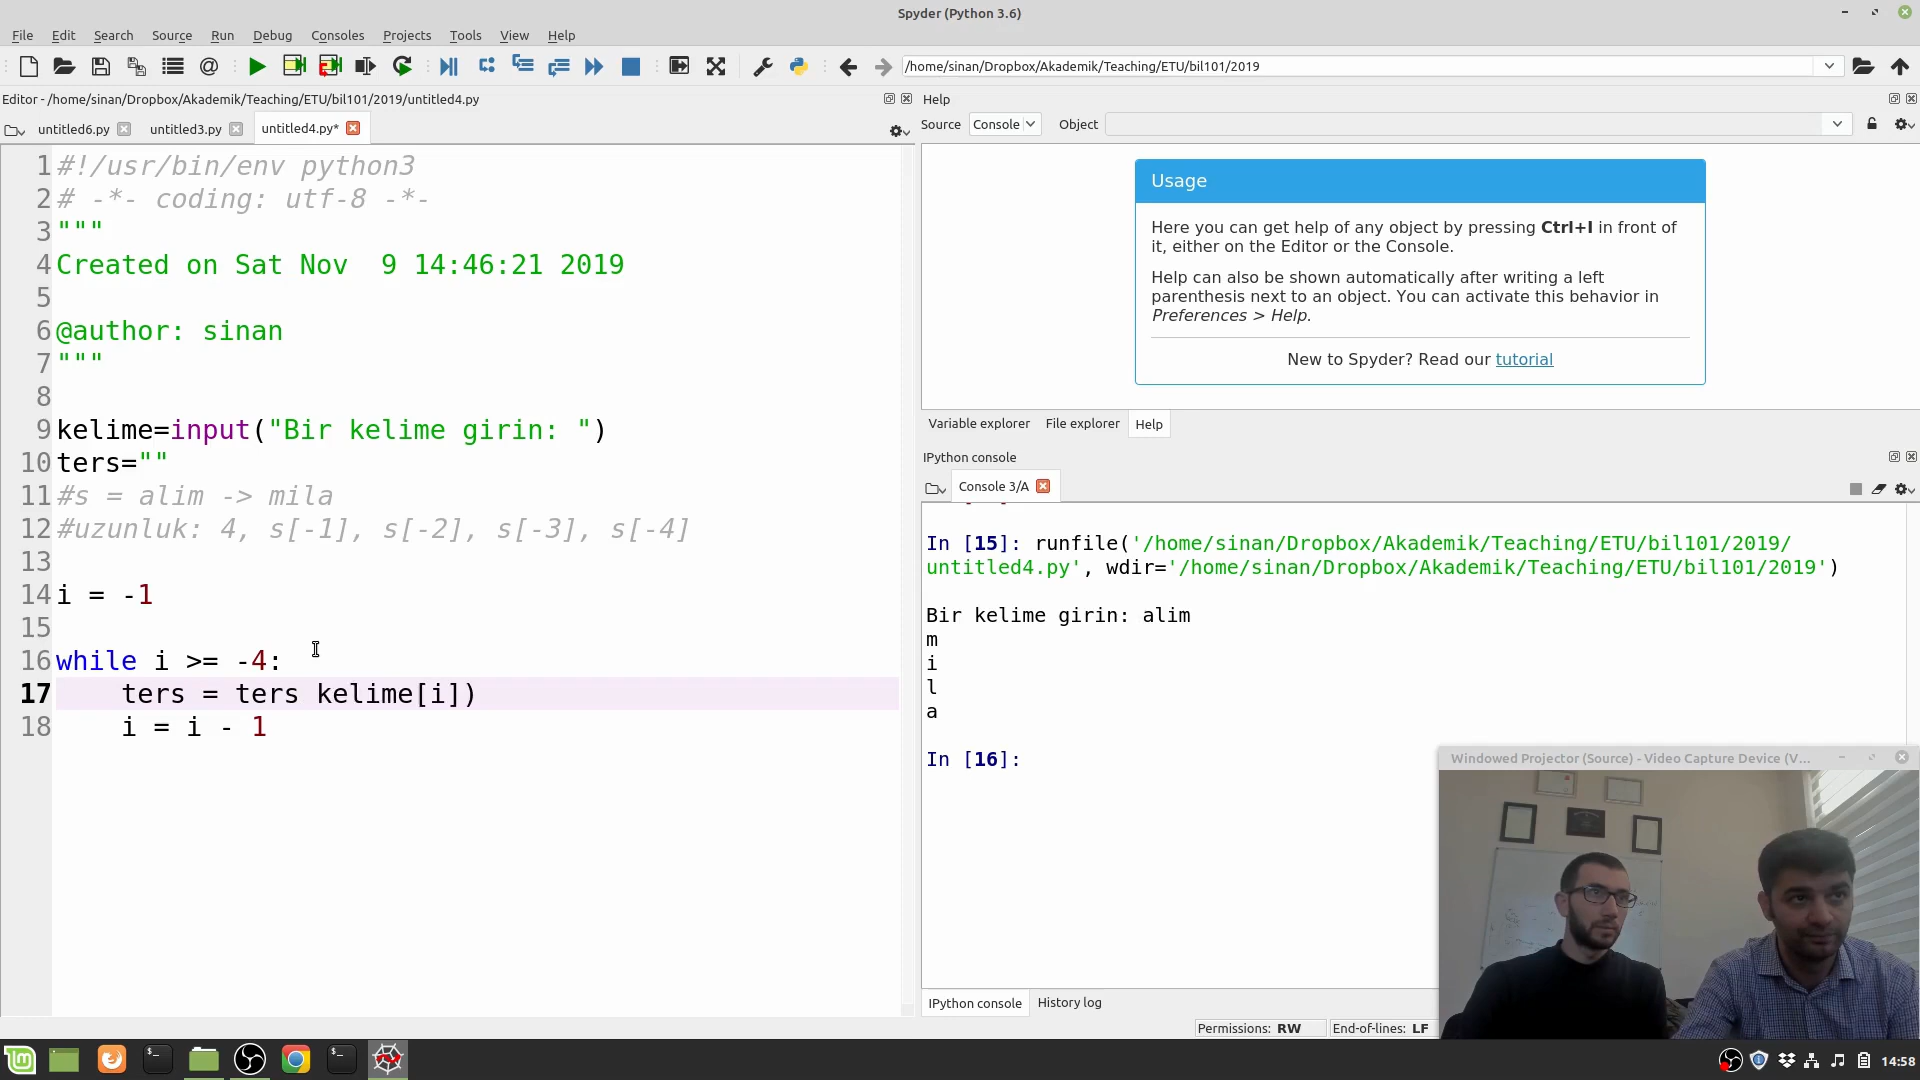 Spyder (Python 3.6)
File Edit Search Source Run Debug Consoles Projects Tools View Help
/home/sinan/Dropbox/Akademik/Teaching/ETU/bil101/2019
Editor - /home/sinan/Dropbox/Akademik/Teaching/ETU/bil101/2019/untitled4.py
untitled6.py untitled3.py untitled4.py*
1 #!/usr/bin/env python3
2 # -*- coding: utf-8 -*-
3 """
4 Created on Sat Nov  9 14:46:21 2019
5
6 @author: sinan
7 """
8
9 kelime=input("Bir kelime girin: ")
10 ters=""
11 #s = alim -> mila
12 #uzunluk: 4, s[-1], s[-2], s[-3], s[-4]
13
14 i = -1
15
16 while i >= -4:
17     ters = ters kelime[i])
18     i = i - 1
Help
Source Console Object
Usage
Here you can get help of any object by pressing Ctrl+I in front of
it, either on the Editor or the Console.
Help can also be shown automatically after writing a left
parenthesis next to an object. You can activate this behavior in
Preferences > Help.
New to Spyder? Read our tutorial
Variable explorer File explorer Help
IPython console
Console 3/A
In [15]: runfile('/home/sinan/Dropbox/Akademik/Teaching/ETU/bil101/2019/
untitled4.py', wdir='/home/sinan/Dropbox/Akademik/Teaching/ETU/bil101/2019')
Bir kelime girin: alim
m
i
l
a
In [16]:
Windowed Projector (Source) - Video Capture Device (V...
IPython console History log
Permissions: RW End-of-lines: LF
14:58